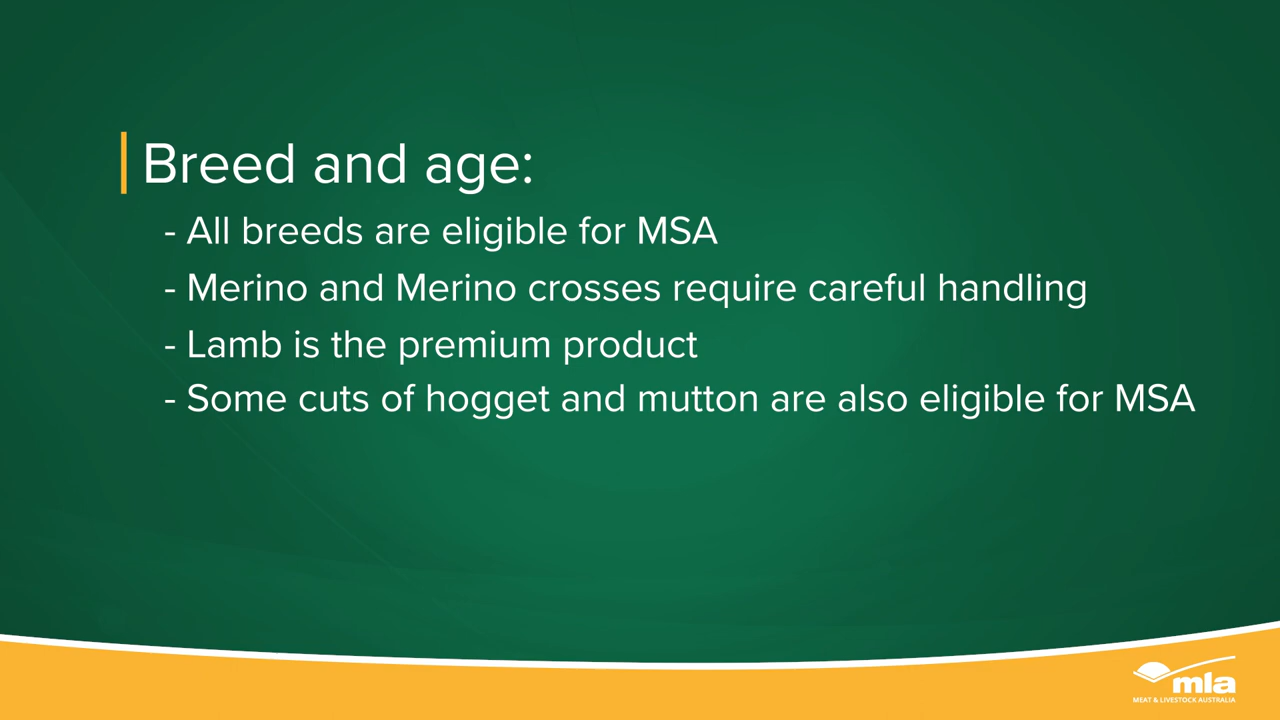 Breed and age:
- All breeds are eligible for MSA
- Merino and Merino crosses require careful handling
- Lamb is the premium product
- Some cuts of hogget and mutton are also eligible for MSA
mla
MEAT & LIVESTOCK AUSTRALIA